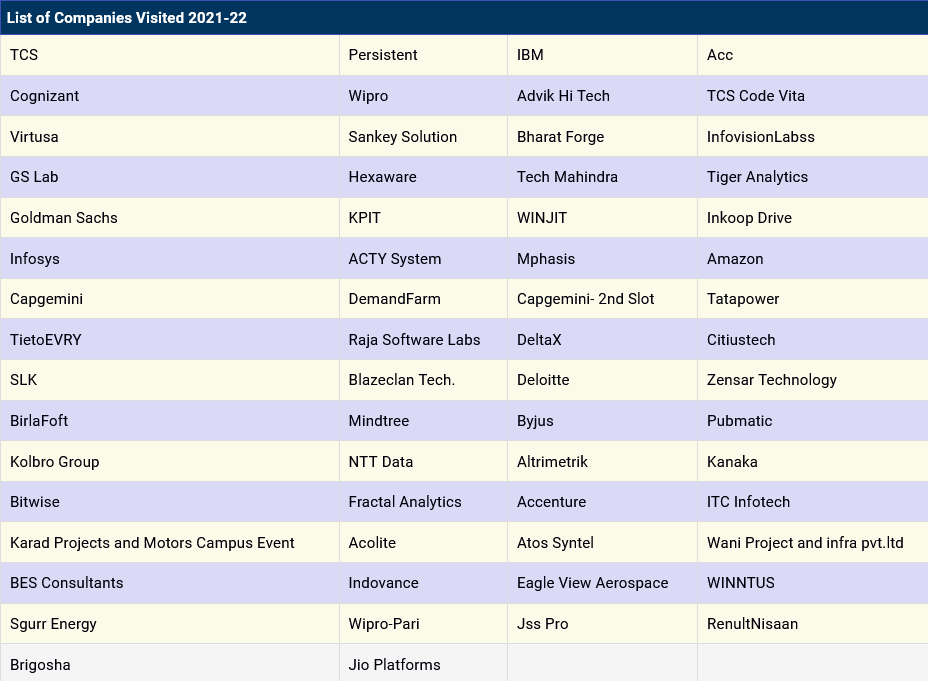 List of Companies Visited 2021-22
TCS Persistent IBM Acc
Cognizant Wipro Advik Hi Tech TCS Code Vita
Virtusa Sankey Solution Bharat Forge InfovisionLabss
GS Lab Hexaware Tech Mahindra Tiger Analytics
Goldman Sachs KPIT WINJIT Inkoop Drive
Infosys ACTY System Mphasis Amazon
Capgemini DemandFarm Capgemini- 2nd Slot Tatapower
TietoEVRY Raja Software Labs DeltaX Citiustech
SLK Blazeclan Tech. Deloitte Zensar Technology
BirlaFoft Mindtree Byjus Pubmatic
Kolbro Group NTT Data Altrimetrik Kanaka
Bitwise Fractal Analytics Accenture ITC Infotech
Karad Projects and Motors Campus Event Acolite Atos Syntel Wani Project and infra pvt.ltd
BES Consultants Indovance Eagle View Aerospace WINNTUS
Sgurr Energy Wipro-Pari Jss Pro RenultNisaan
Brigosha Jio Platforms